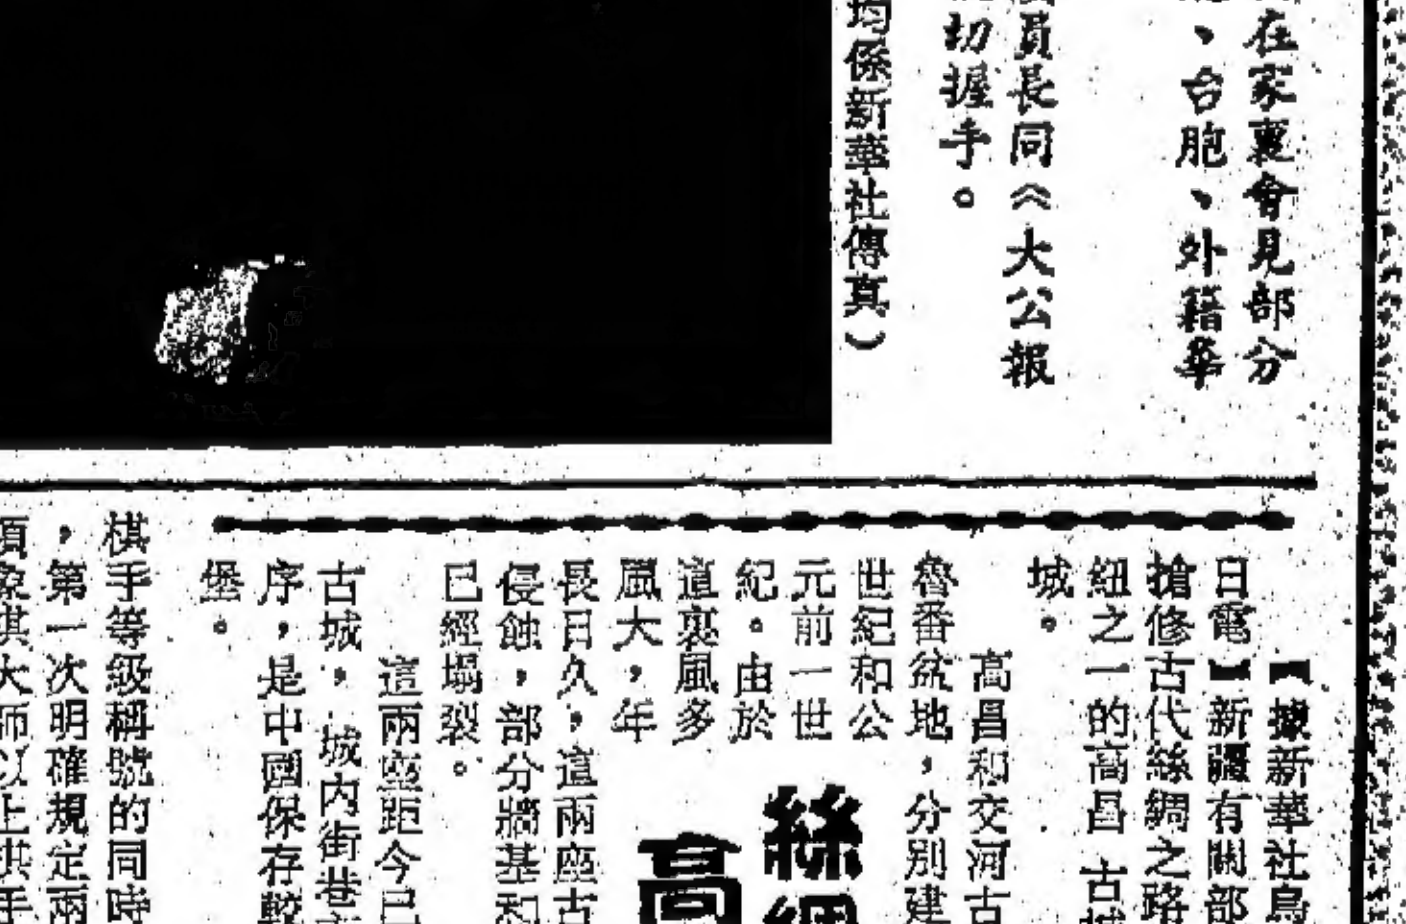 在家裏會見部分
、台胞、外籍華
員長同《大公報
切握手。
均係新華社傳真）
【據新華社烏
日電】新疆有關部
搶修古代絲綢之路
紐之一的高昌古城
城。
高昌和交河古
魯番盆地，分別建
世紀和公
元前一世
紀。由於
這裏風多
風大，年
長日久，這兩座古
侵蝕，部分牆基和
已經塌裂。
這兩座距今已
古城，城內街巷
序，是中國保存較
堡。
絲綢
高
棋手等級稱號的同時
，第一次明確規定兩
項象棋大師以上棋手